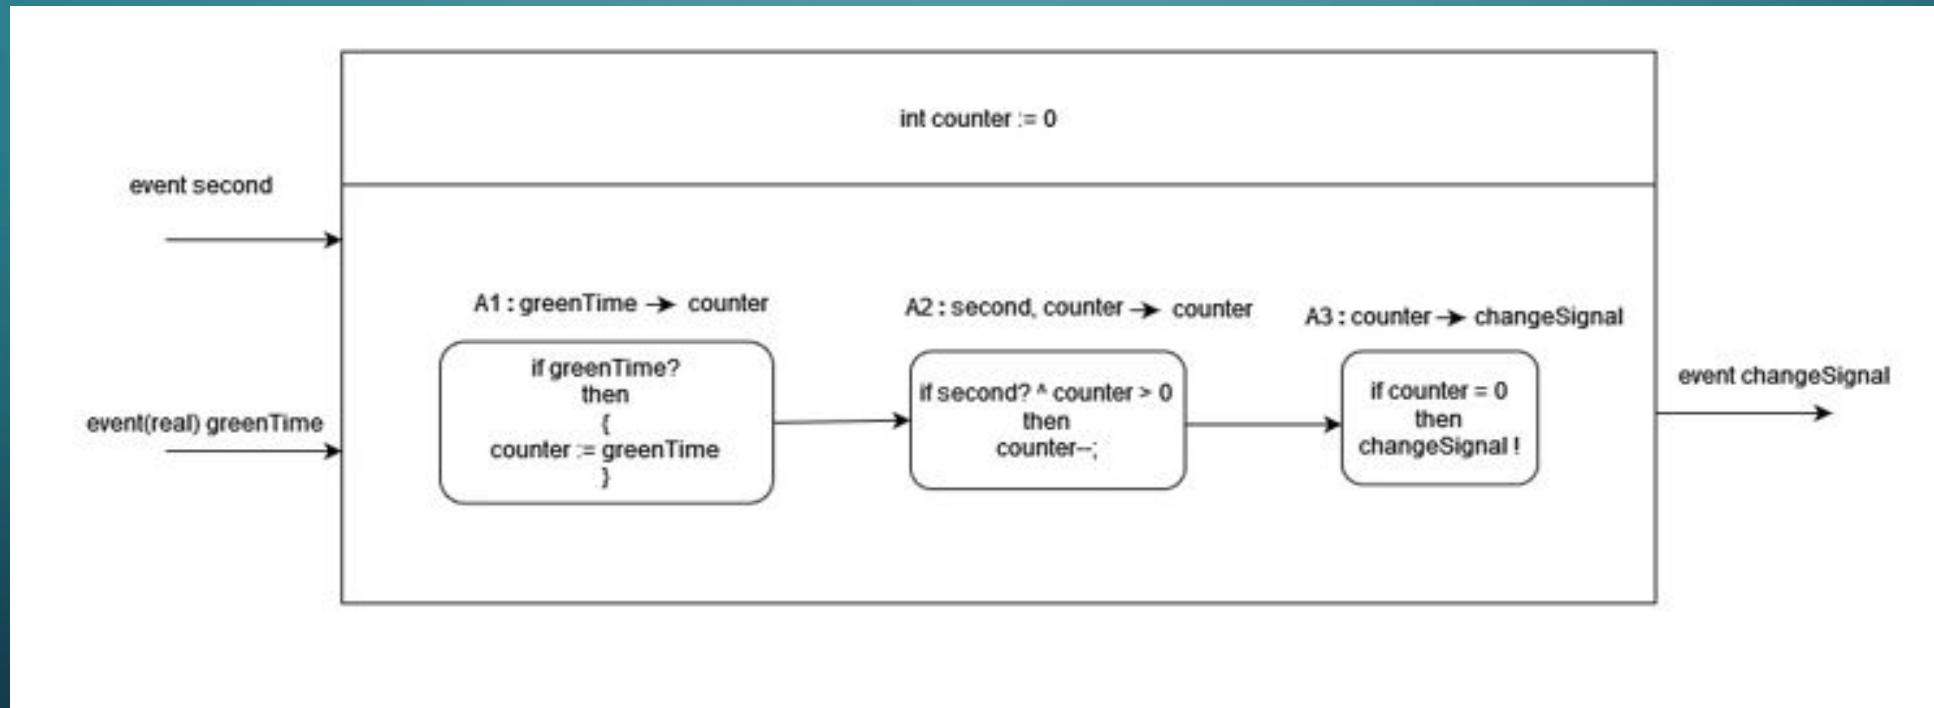 int counter := 0
event second
event(real) greenTime
A1 : greenTime → counter
if greenTime?
then
{
counter := greenTime
}
A2 : second, counter → counter
if second? ^ counter > 0
then
counter--;
A3 : counter → changeSignal
if counter = 0
then
changeSignal !
event changeSignal